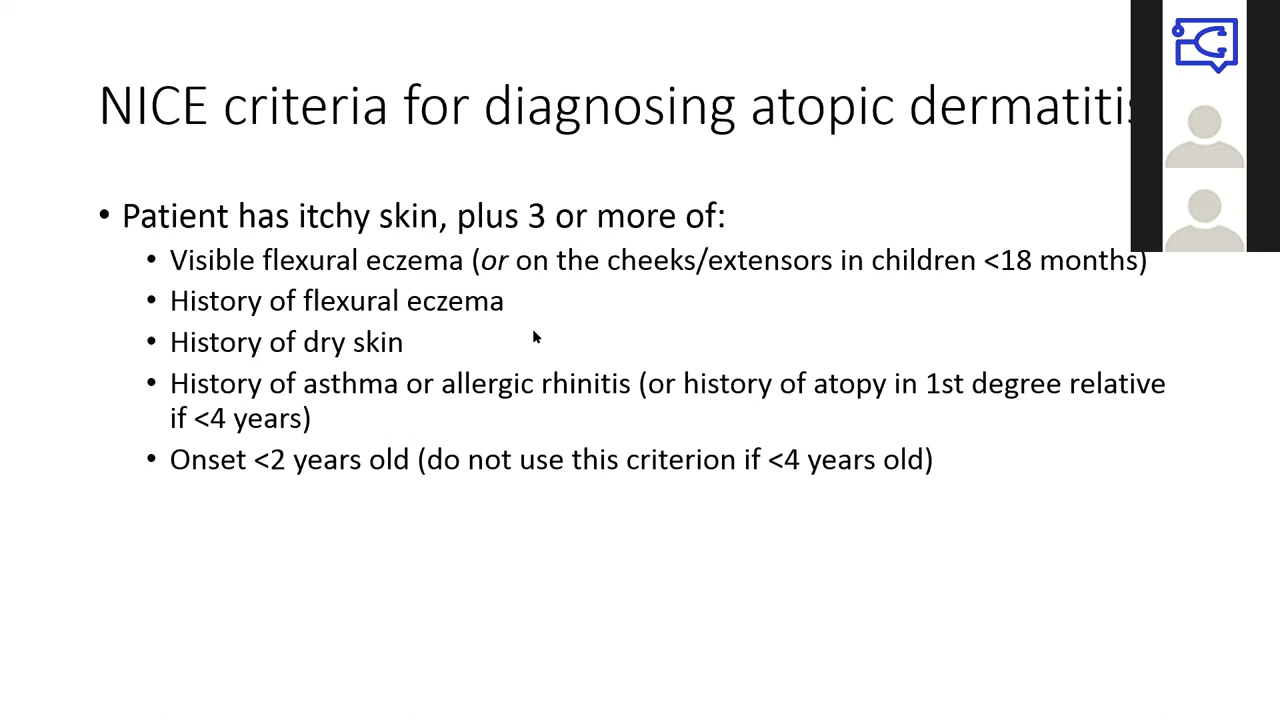 NICE criteria for diagnosing atopic dermatitis
• Patient has itchy skin, plus 3 or more of:
• Visible flexural eczema (or on the cheeks/extensors in children <18 months)
• History of flexural eczema
• History of dry skin
• History of asthma or allergic rhinitis (or history of atopy in 1st degree relative
if <4 years)
• Onset <2 years old (do not use this criterion if <4 years old)